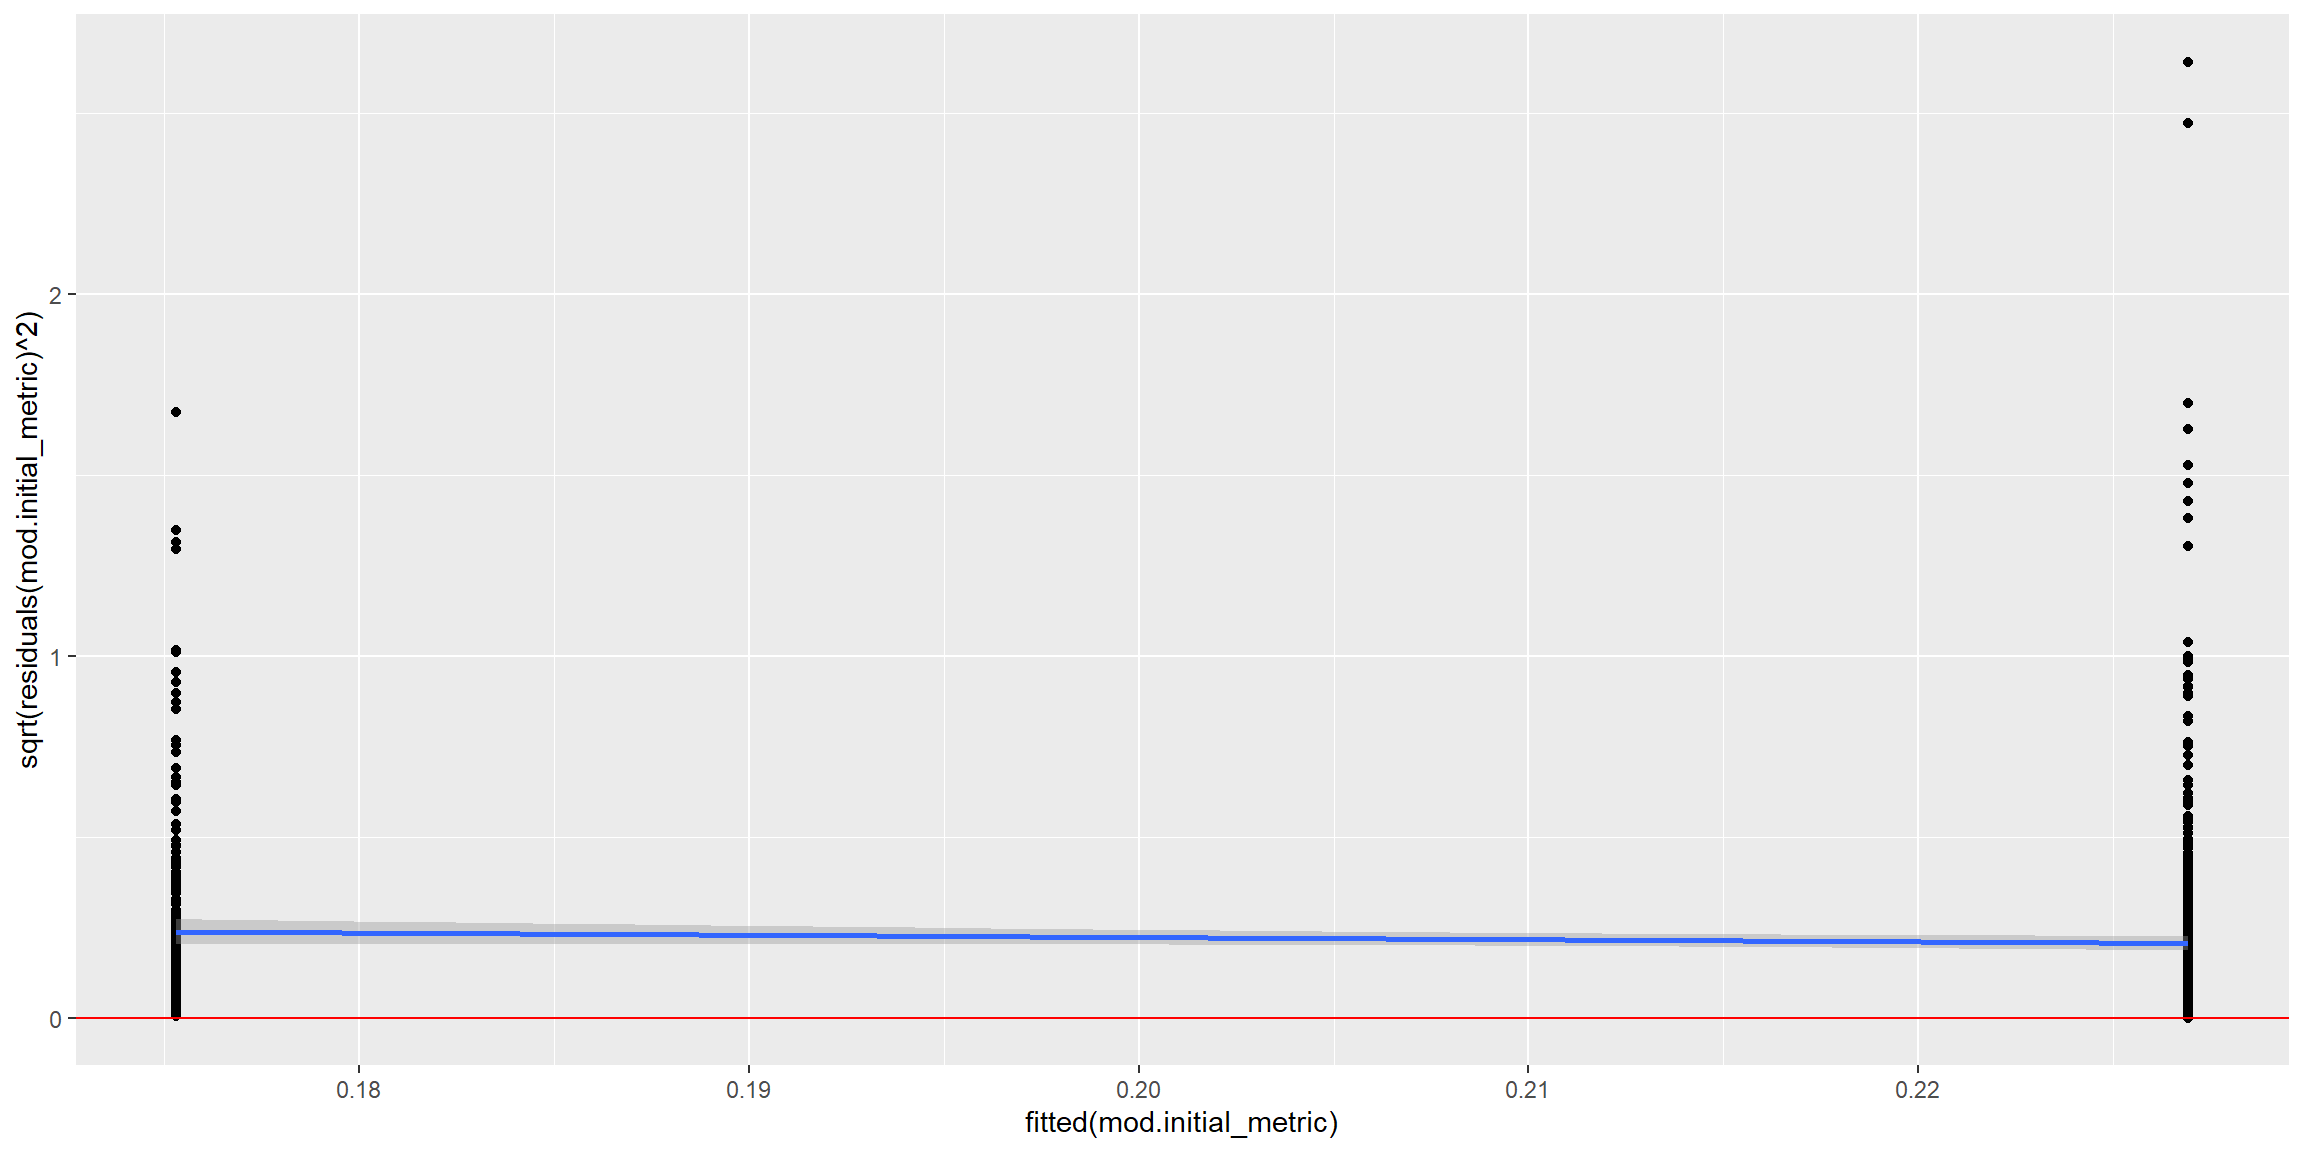 sqrt(residuals(mod.initial_metric)^2)
2
1
0
0.18 0.19 0.20 0.21 0.22
fitted(mod.initial_metric)